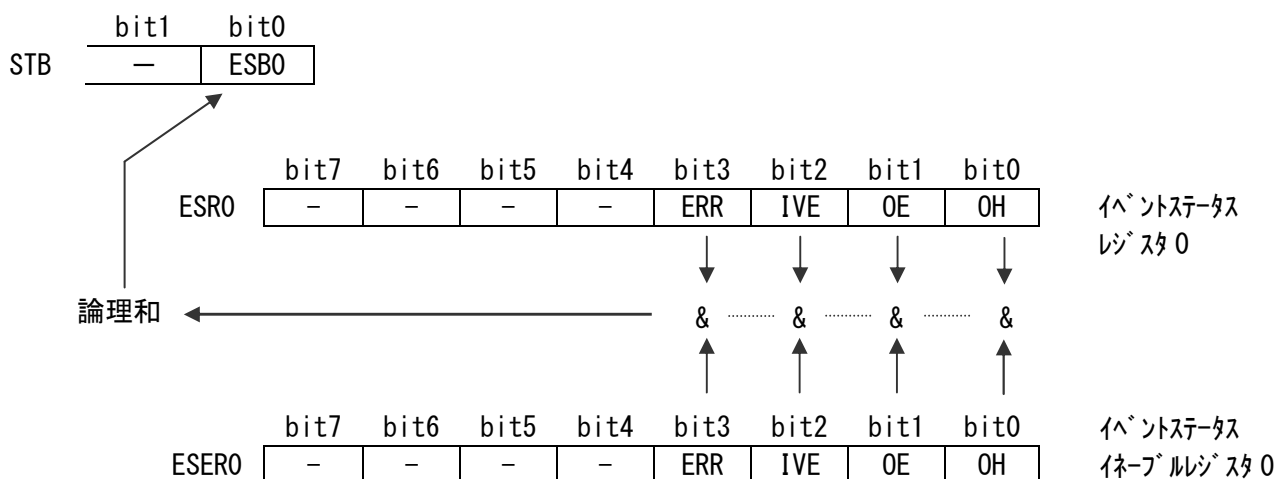 bit1 bit0
STB － ESB0
bit7 bit6 bit5 bit4 bit3 bit2 bit1 bit0
ESR0 － － － － ERR IVE OE OH
ｲﾍﾞﾝﾄｽﾃｰﾀｽ
ﾚｼﾞｽﾀ 0
論理和
& & & &
bit7 bit6 bit5 bit4 bit3 bit2 bit1 bit0
ESER0 － － － － ERR IVE OE OH
ｲﾍﾞﾝﾄｽﾃｰﾀｽ
ｲﾈｰﾌﾞﾙﾚｼﾞｽﾀ 0